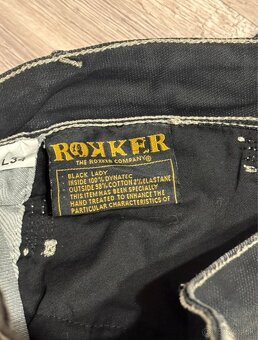 ROKKER
THE ROKKER COMPANY®
• BLACK LADY
• INSIDE 100% DYNATEC
• OUTSIDE 98% COTTON 2% ELASTANE
• THIS ITEM HAS BEEN SPECIALLY
TREATED TO ENHANCE THE
PARTICULAR CHARACTERISTICS OF
L34